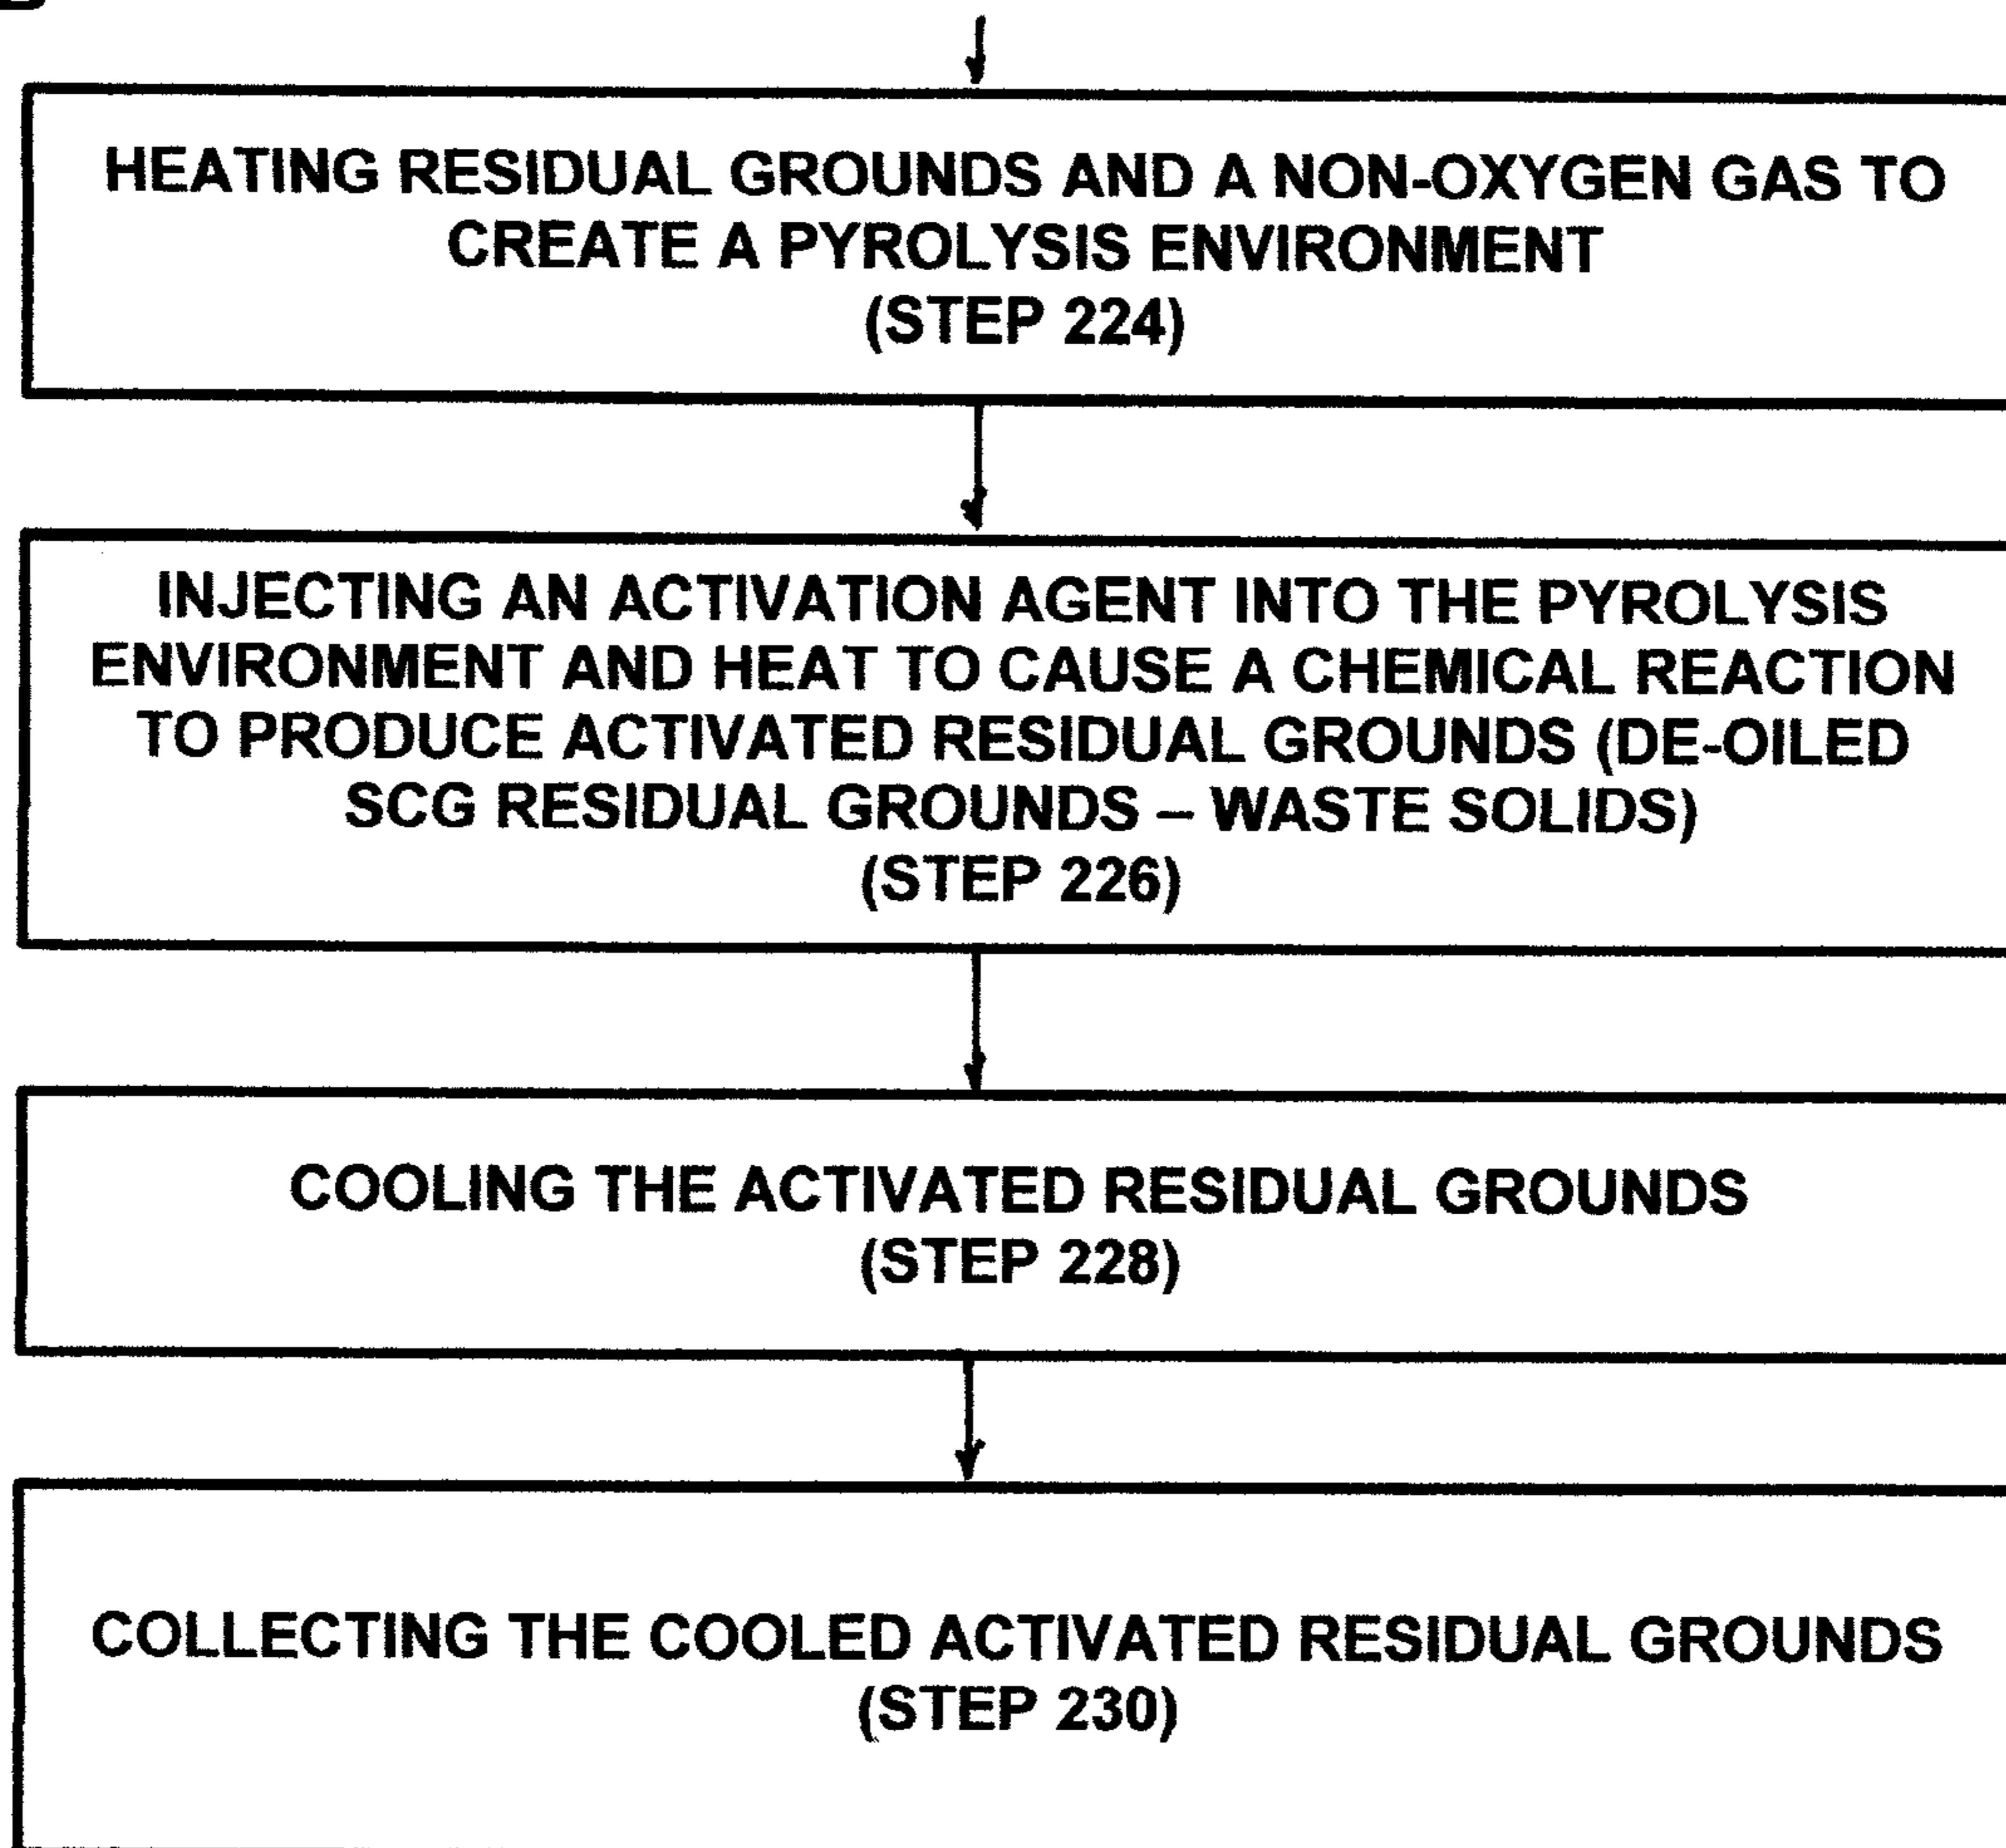 HEATING RESIDUAL GROUNDS AND A NON-OXYGEN GAS TO
CREATE A PYROLYSIS ENVIRONMENT
(STEP 224)
INJECTING AN ACTIVATION AGENT INTO THE PYROLYSIS
ENVIRONMENT AND HEAT TO CAUSE A CHEMICAL REACTION
TO PRODUCE ACTIVATED RESIDUAL GROUNDS (DE-OILED
SCG RESIDUAL GROUNDS – WASTE SOLIDS)
(STEP 226)
COOLING THE ACTIVATED RESIDUAL GROUNDS
(STEP 228)
COLLECTING THE COOLED ACTIVATED RESIDUAL GROUNDS
(STEP 230)